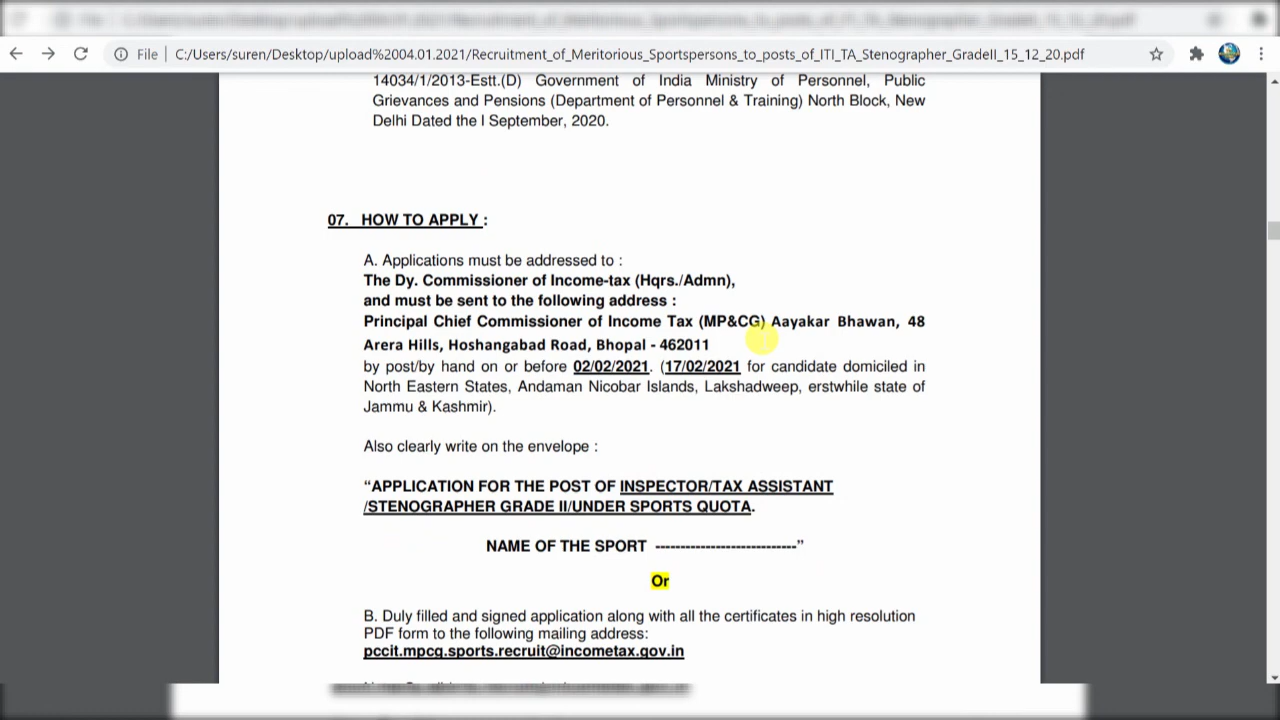 File | C:/Users/suren/Desktop/upload%2004.01.2021/Recruitment_of_Meritorious_Sportspersons_to_posts_of_ITI_TA_Stenographer_GradeII_15_12_20.pdf
14034/1/2013-Estt.(D) Government of India Ministry of Personnel, Public
Grievances and Pensions (Department of Personnel & Training) North Block, New
Delhi Dated the I September, 2020.
07. HOW TO APPLY :
A. Applications must be addressed to :
The Dy. Commissioner of Income-tax (Hqrs./Admn),
and must be sent to the following address :
Principal Chief Commissioner of Income Tax (MP&CG) Aayakar Bhawan, 48
Arera Hills, Hoshangabad Road, Bhopal - 462011
by post/by hand on or before 02/02/2021. (17/02/2021 for candidate domiciled in
North Eastern States, Andaman Nicobar Islands, Lakshadweep, erstwhile state of
Jammu & Kashmir).
Also clearly write on the envelope :
“APPLICATION FOR THE POST OF INSPECTOR/TAX ASSISTANT
/STENOGRAPHER GRADE II/UNDER SPORTS QUOTA.
NAME OF THE SPORT ----------------------------”
Or
B. Duly filled and signed application along with all the certificates in high resolution
PDF form to the following mailing address:
pccit.mpcg.sports.recruit@incometax.gov.in